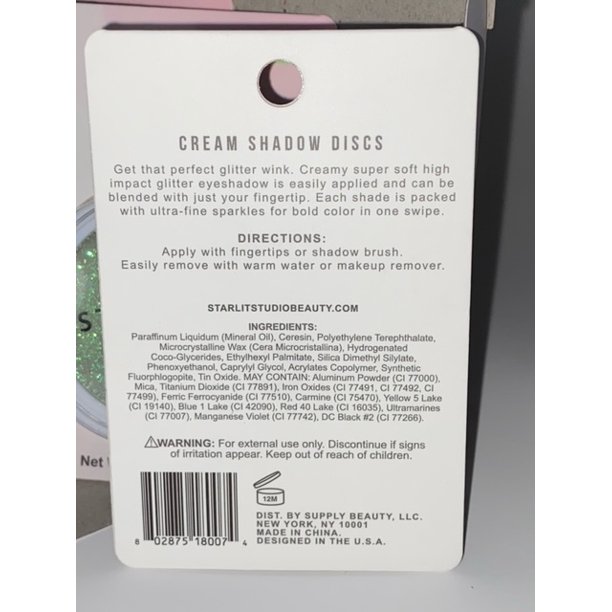 CREAM SHADOW DISCS
Get that perfect glitter wink. Creamy super soft high
impact glitter eyeshadow is easily applied and can be
blended with just your fingertip. Each shade is packed
with ultra-fine sparkles for bold color in one swipe.
DIRECTIONS:
Apply with fingertips or shadow brush.
Easily remove with warm water or makeup remover.
STARLITSTUDIOBEAUTY.COM
INGREDIENTS:
Paraffinum Liquidum (Mineral Oil), Ceresin, Polyethylene Terephthalate,
Microcrystalline Wax (Cera Microcristallina), Hydrogenated
Coco-Glycerides, Ethylhexyl Palmitate, Silica Dimethyl Silylate,
Phenoxyethanol, Caprylyl Glycol, Acrylates Copolymer, Synthetic
Fluorphlogopite, Tin Oxide. MAY CONTAIN: Aluminum Powder (CI 77000),
Mica, Titanium Dioxide (CI 77891), Iron Oxides (CI 77491, CI 77492, CI
77499), Ferric Ferrocyanide (CI 77510), Carmine (CI 75470), Yellow 5 Lake
(CI 19140), Blue 1 Lake (CI 42090), Red 40 Lake (CI 16035), Ultramarines
(CI 77007), Manganese Violet (CI 77742), DC Black #2 (CI 77266).
⚠WARNING: For external use only. Discontinue if signs
of irritation appear. Keep out of reach of children.
12M
DIST. BY SUPPLY BEAUTY, LLC.
NEW YORK, NY 10001
MADE IN CHINA.
DESIGNED IN THE U.S.A.
8 02875 18007 4
Net